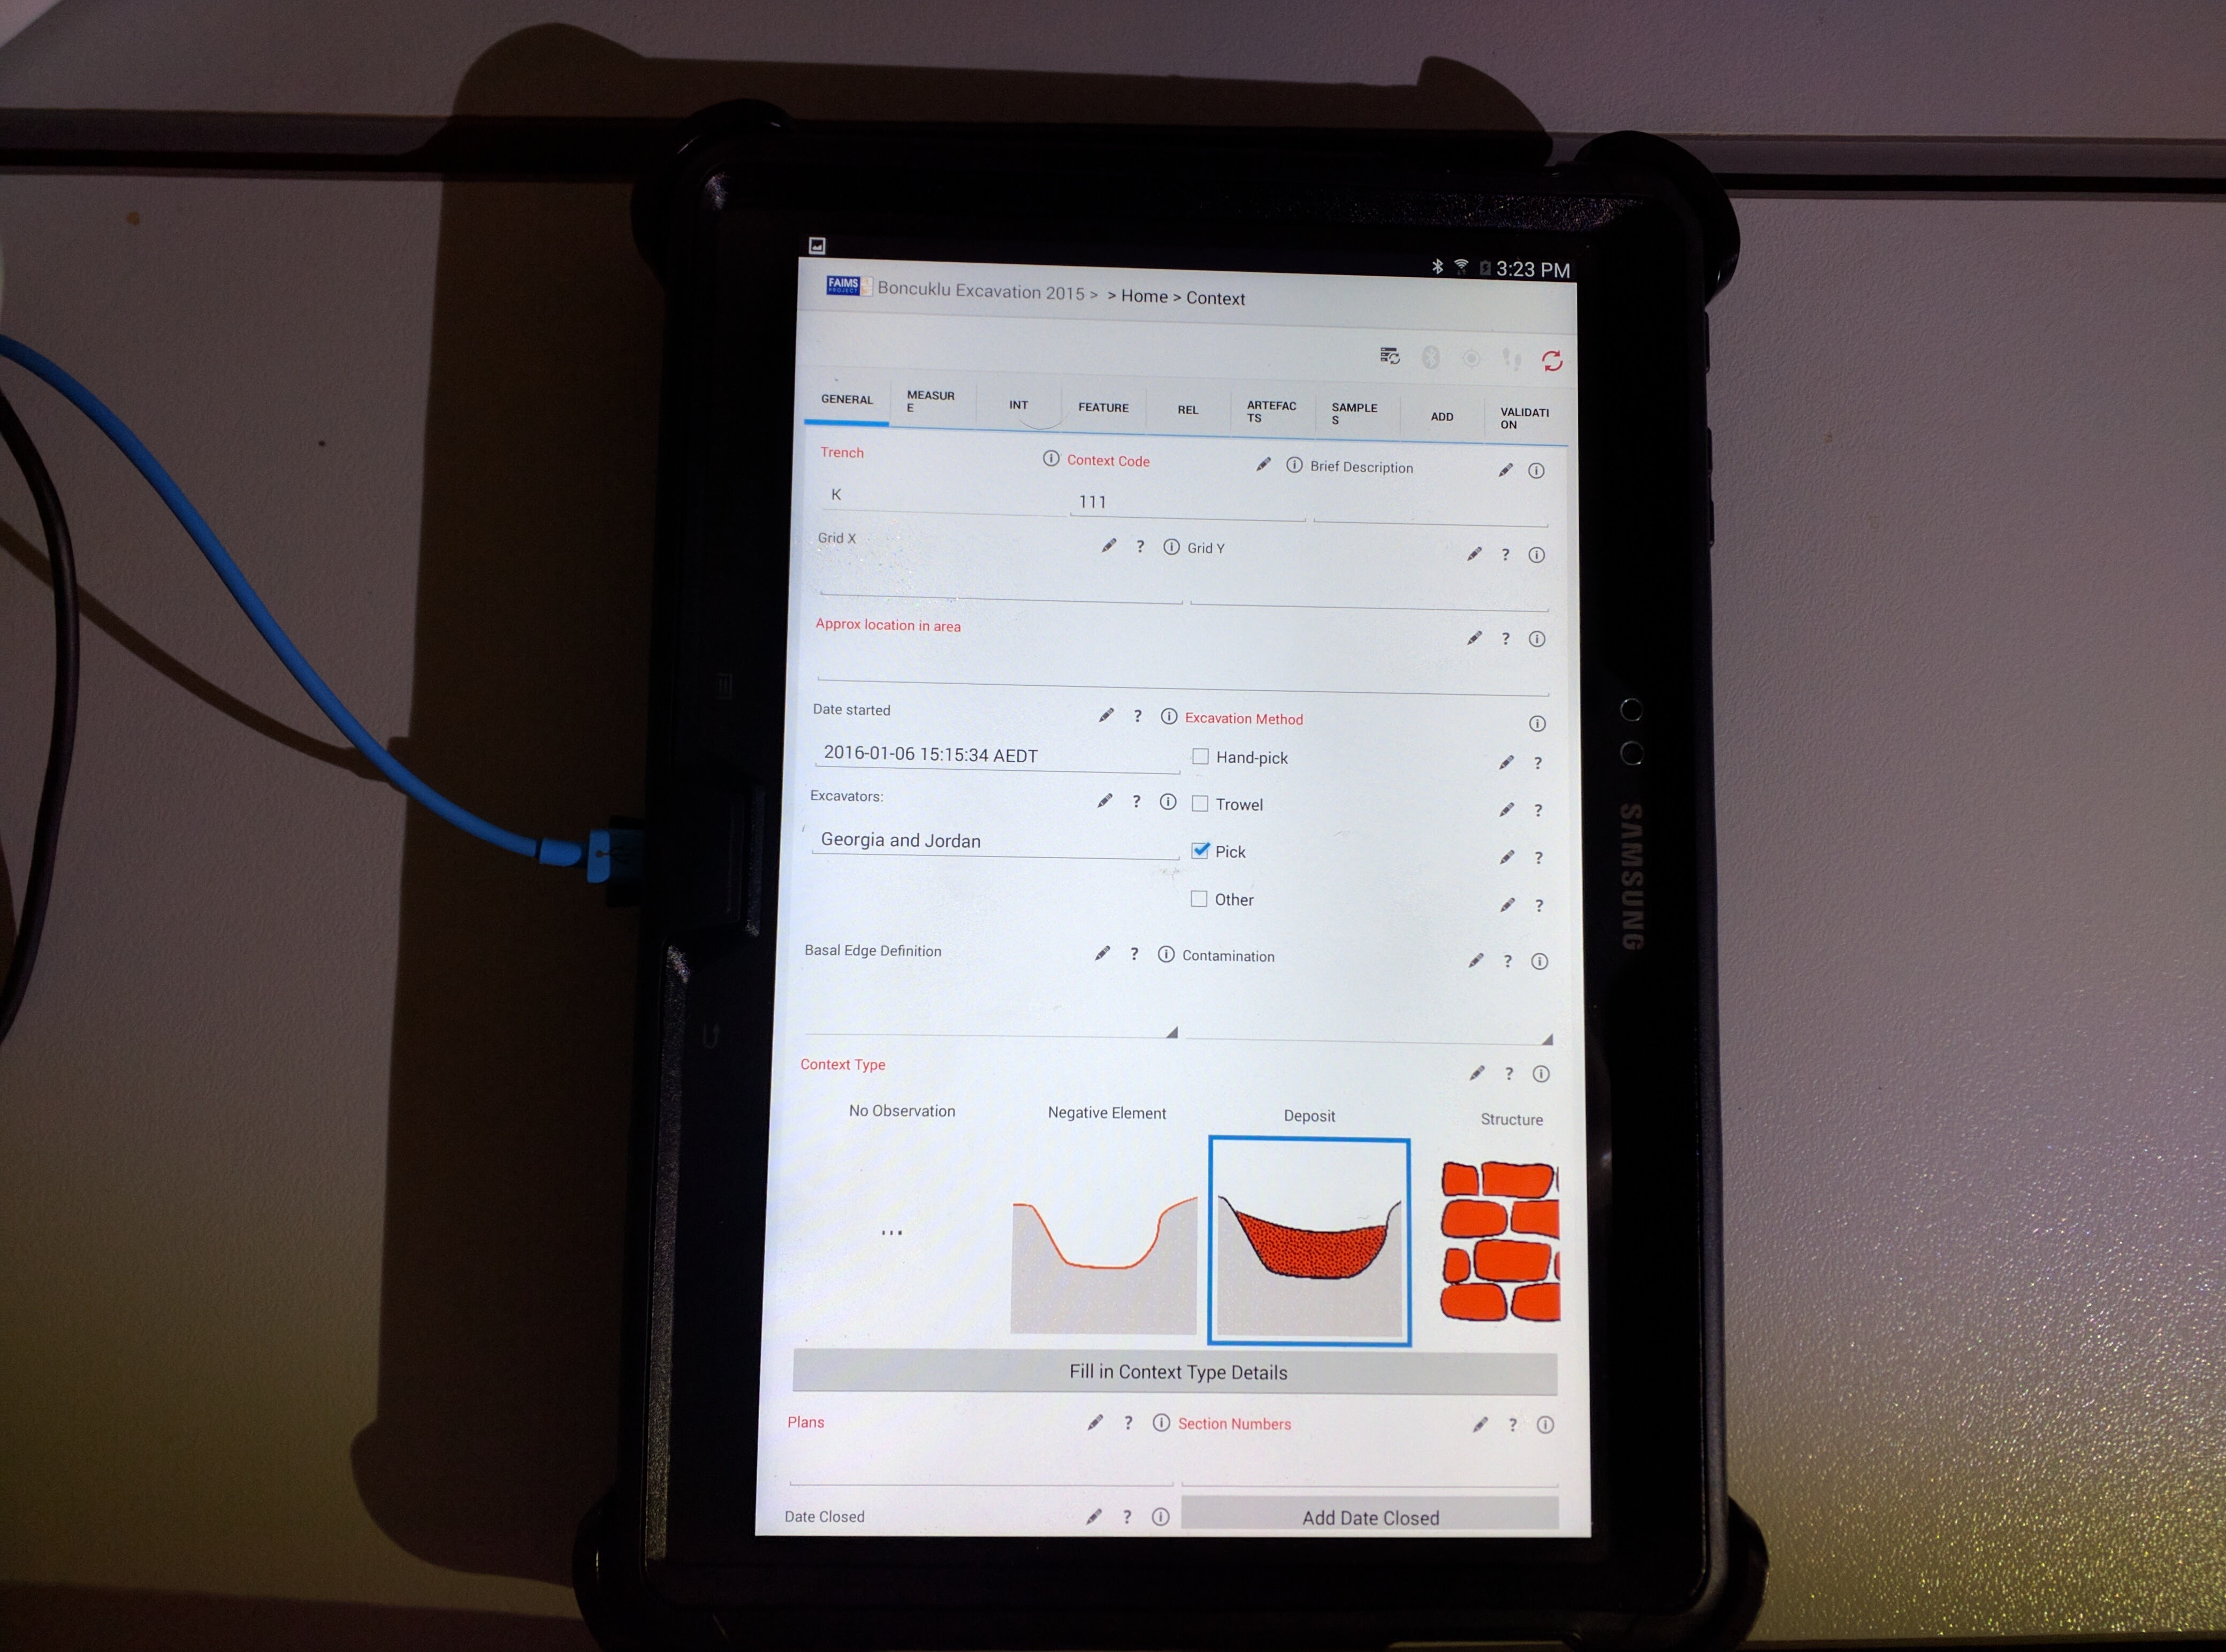 3:23 PM
FAIMS
PROJECT
Boncuklu Excavation 2015 > > Home > Context
GENERAL
MEASUR
E
INT
FEATURE
REL
ARTEFAC
TS
SAMPLE
S
ADD
VALIDATI
ON
Trench
Context Code
Brief Description
K
111
Grid X
? Grid Y
?
Approx location in area
?
Date started
? Excavation Method
2016-01-06 15:15:34 AEDT
Hand-pick
?
Excavators:
? Trowel
?
Georgia and Jordan
Pick
?
Other
?
Basal Edge Definition
? Contamination
?
Context Type
?
No Observation
Negative Element
Deposit
Structure
...
Fill in Context Type Details
Plans
? Section Numbers
?
Date Closed
? Add Date Closed
SAMSUNG